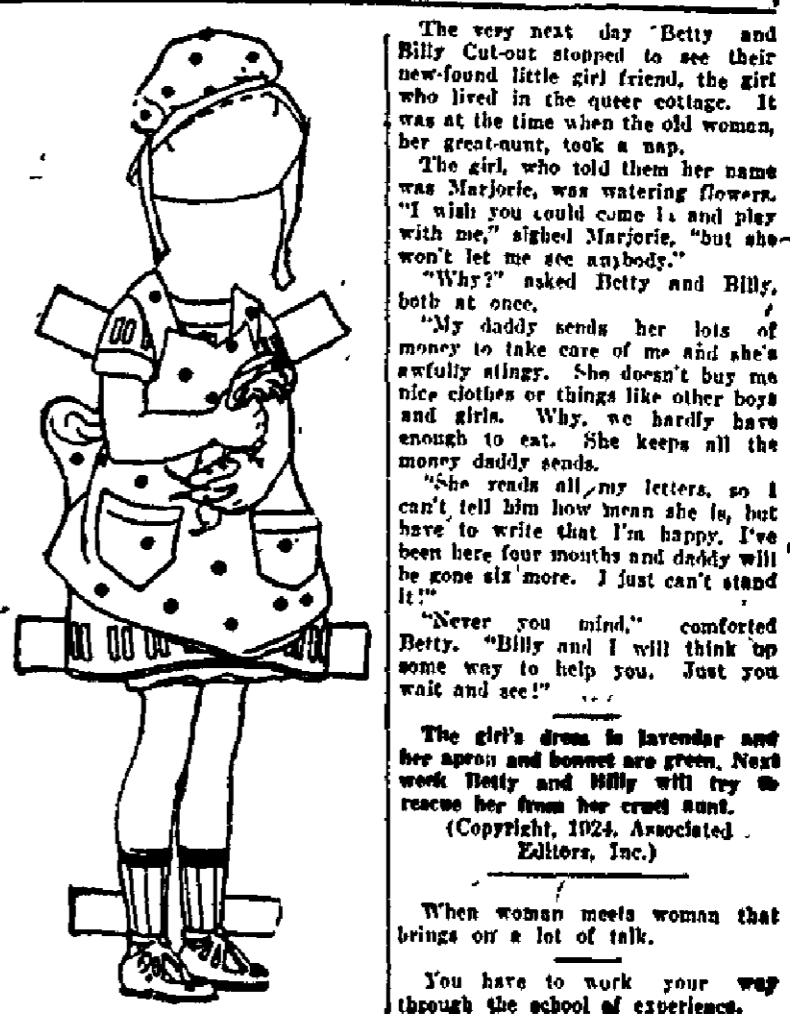 The very next day Betty and
Billy Cut-out stopped to see their
new-found little girl friend, the girl
who lived in the queer cottage. It
was at the time when the old woman,
her great-aunt, took a nap.
The girl, who told them her name
was Marjorie, was watering flowers.
"I wish you could come in and play
with me," sighed Marjorie, "but she
won't let me see anybody."
"Why?" asked Betty and Billy,
both at once.
"My daddy sends her lots of
money to take care of me and she's
awfully stingy. She doesn't buy me
nice clothes or things like other boys
and girls. Why, we hardly have
enough to eat. She keeps all the
money daddy sends.
"She reads all my letters, so I
can't tell him how mean she is, but
have to write that I'm happy. I've
been here four months and daddy will
be gone six more. I just can't stand
it!"
"Never you mind," comforted
Betty. "Billy and I will think up
some way to help you. Just you
wait and see!"
The girl's dress is lavendar and
her apron and bonnet are green. Next
week Betty and Billy will try to
rescue her from her cruel aunt.
(Copyright, 1924, Associated
Editors, Inc.)
When woman meets woman that
brings on a lot of talk.
You have to work your way
through the school of experience.